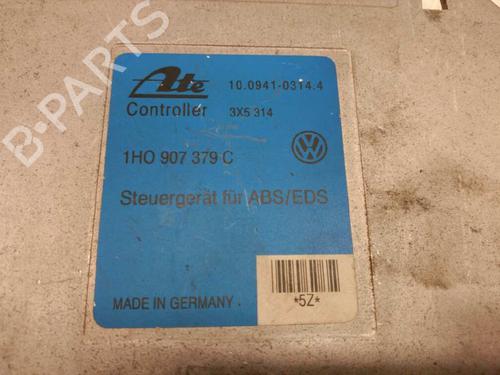 Ate
10.0941-0314.4
Controller
3X5 314
1HO 907 379 C
Steuergerät für ABS/EDS
MADE IN GERMANY
*5Z*
B-PARTS